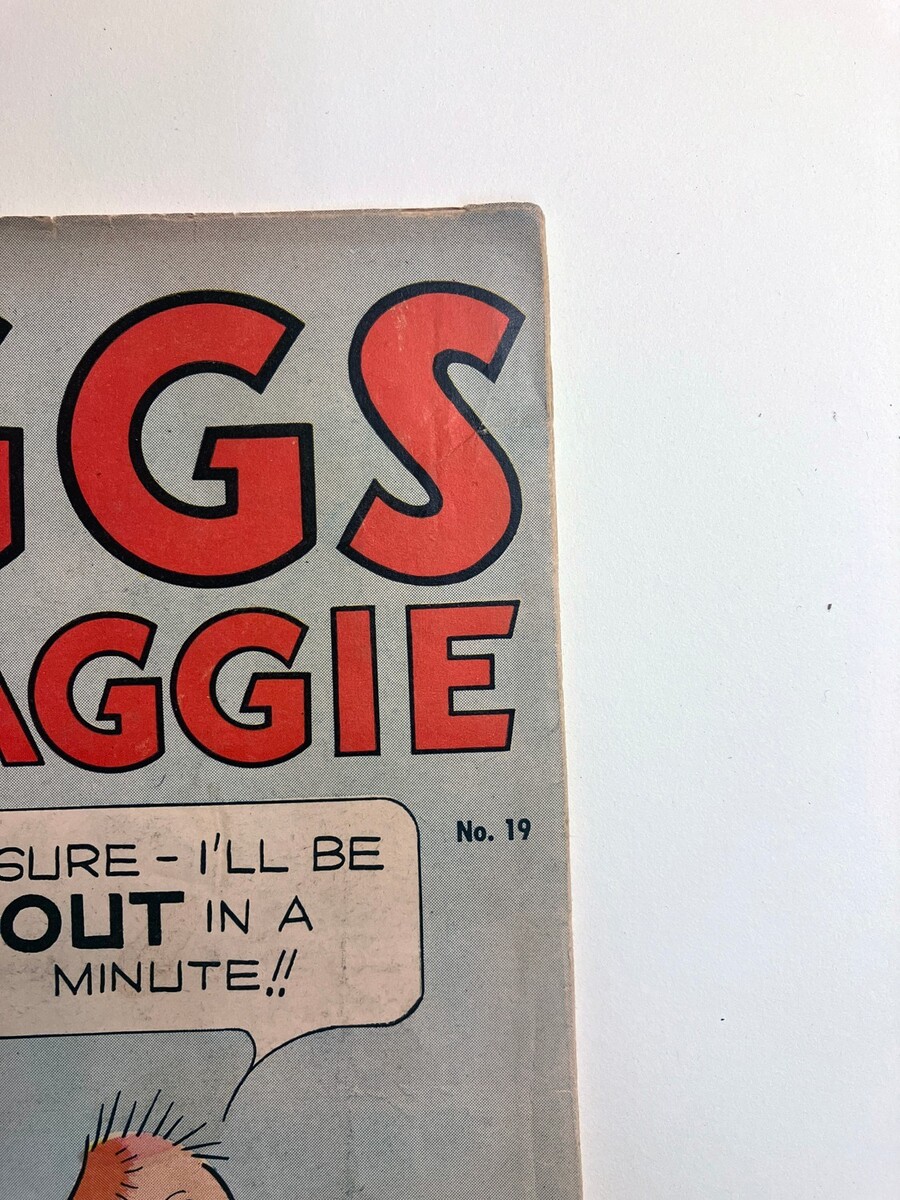 GGS
AGGIE
No. 19
SURE - I'LL BE
OUT IN A
MINUTE!!